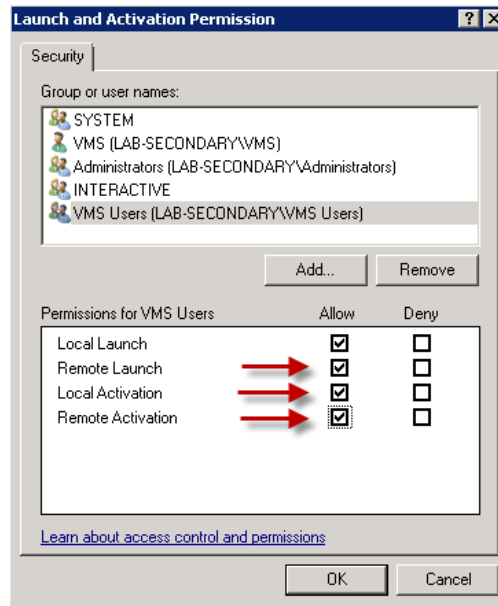 Launch and Activation Permission
Security
Group or user names:
SYSTEM
VMS (LAB-SECONDARY\VMS)
Administrators (LAB-SECONDARY\Administrators)
INTERACTIVE
VMS Users (LAB-SECONDARY\VMS Users)
Add... Remove
Permissions for VMS Users Allow Deny
Local Launch
Remote Launch
Local Activation
Remote Activation
Learn about access control and permissions
OK Cancel